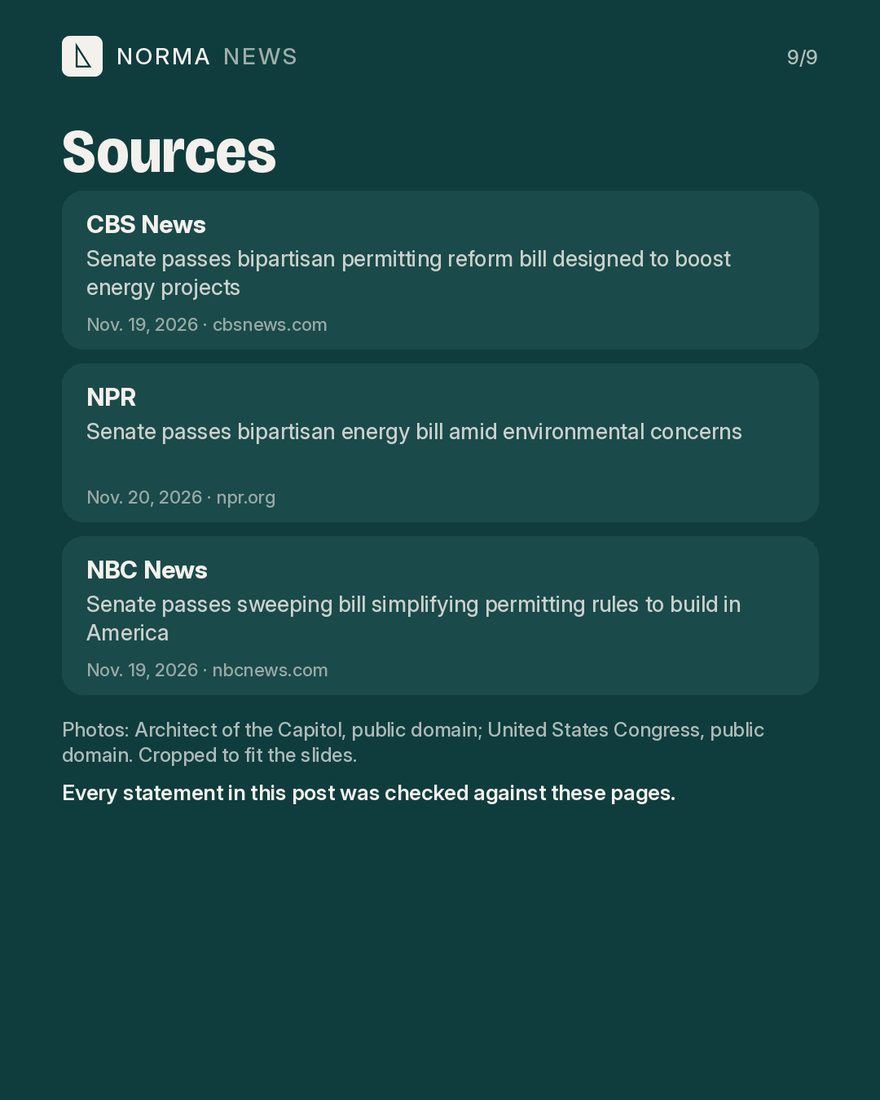 NORMA NEWS
9/9
Sources
CBS News
Senate passes bipartisan permitting reform bill designed to boost
energy projects
Nov. 19, 2026 · cbsnews.com
NPR
Senate passes bipartisan energy bill amid environmental concerns
Nov. 20, 2026 · npr.org
NBC News
Senate passes sweeping bill simplifying permitting rules to build in
America
Nov. 19, 2026 · nbcnews.com
Photos: Architect of the Capitol, public domain; United States Congress, public
domain. Cropped to fit the slides.
Every statement in this post was checked against these pages.